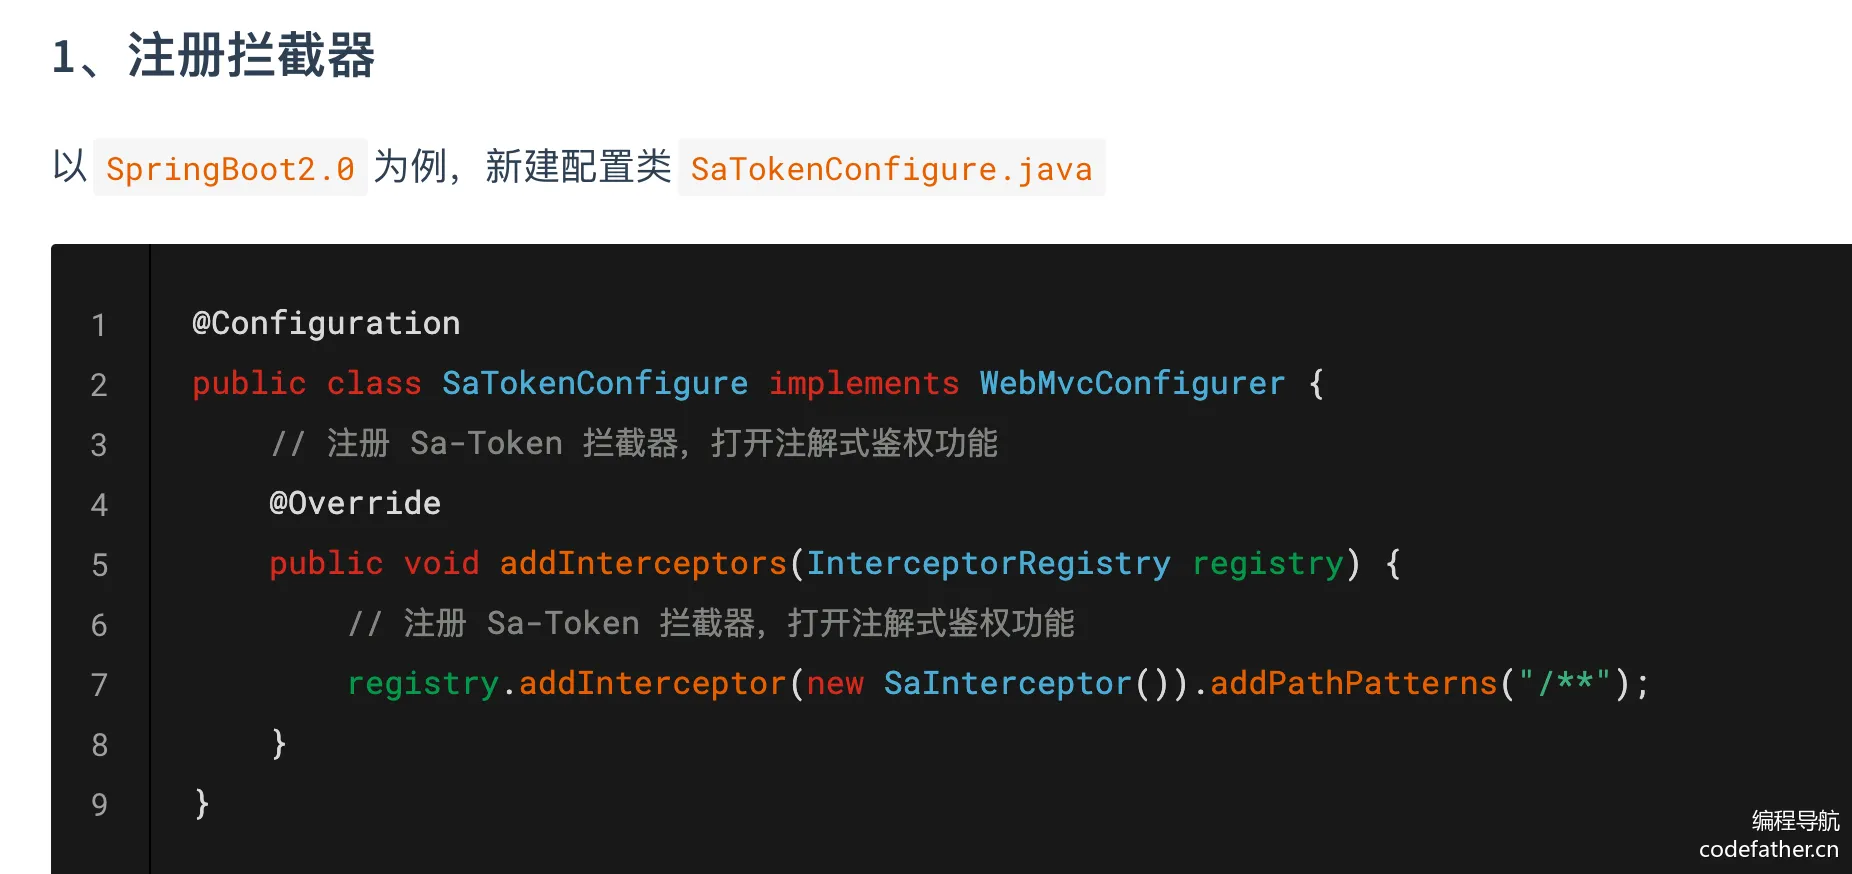 1、注册拦截器
以 SpringBoot2.0 为例，新建配置类 SaTokenConfigure.java
1 @Configuration
2 public class SaTokenConfigure implements WebMvcConfigurer {
3     // 注册 Sa-Token 拦截器，打开注解式鉴权功能
4     @Override
5     public void addInterceptors(InterceptorRegistry registry) {
6         // 注册 Sa-Token 拦截器，打开注解式鉴权功能
7         registry.addInterceptor(new SaInterceptor()).addPathPatterns("/**");
8     }
9 }
编程导航
codefather.cn